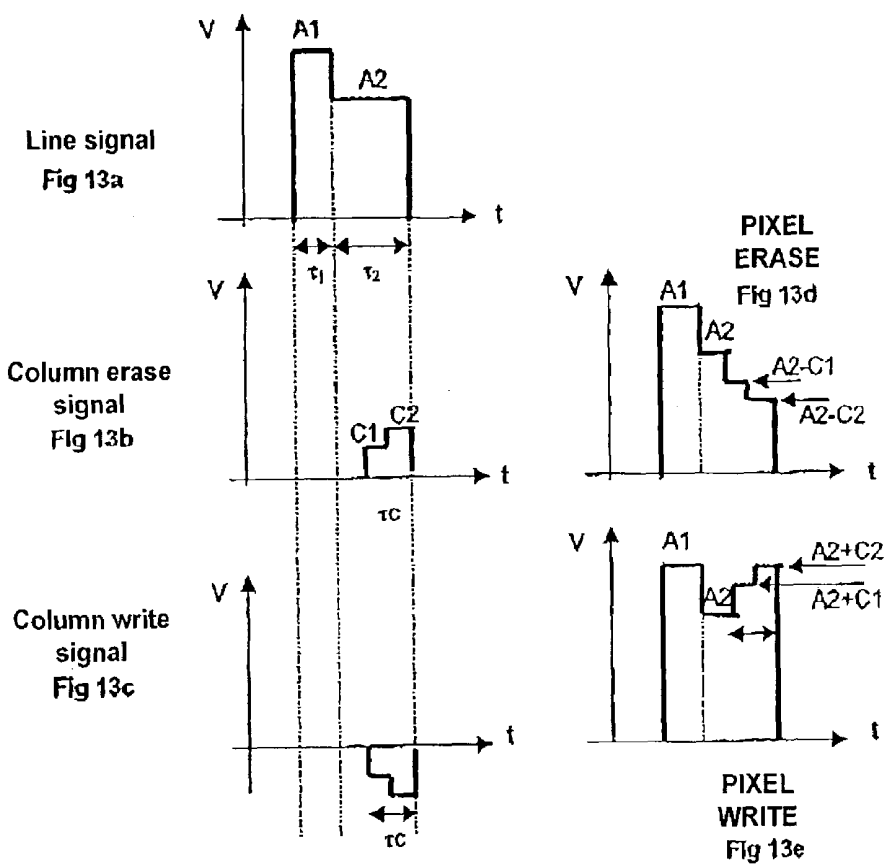 V
A1
A2
Line signal
Fig 13a
t
τ1
τ2
V
Column erase
signal
Fig 13b
C1
C2
t
τc
V
Column write
signal
Fig 13c
t
τc
PIXEL
ERASE
Fig 13d
V
A1
A2
A2-C1
A2-C2
t
V
A1
A2+C2
A2
A2+C1
t
PIXEL
WRITE
Fig 13e